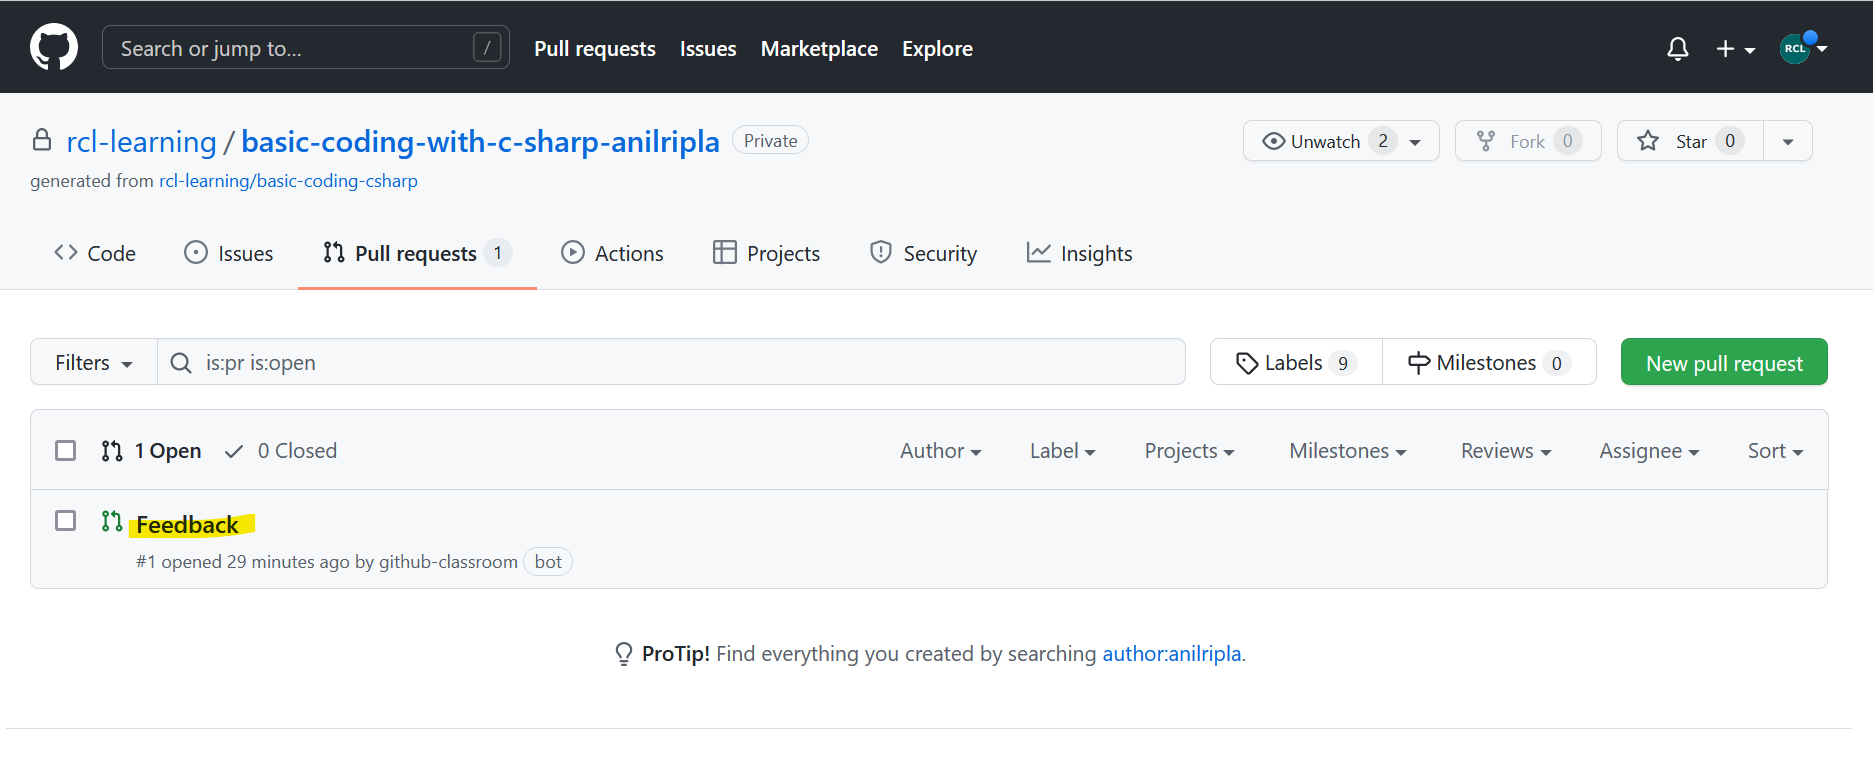 Search or jump to... / Pull requests Issues Marketplace Explore RCL
rcl-learning / basic-coding-with-c-sharp-anilripla Private Unwatch 2 Fork 0 Star 0
generated from rcl-learning/basic-coding-csharp
Code Issues Pull requests 1 Actions Projects Security Insights
Filters is:pr is:open Labels 9 Milestones 0 New pull request
1 Open 0 Closed Author Label Projects Milestones Reviews Assignee Sort
Feedback
#1 opened 29 minutes ago by github-classroom bot
ProTip! Find everything you created by searching author:anilripla.